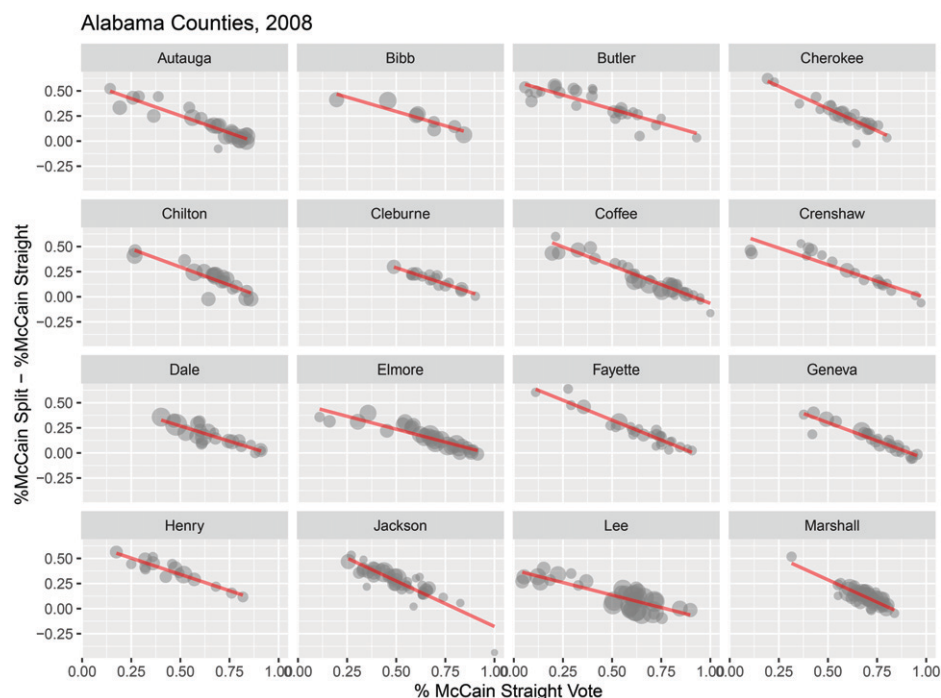 Alabama Counties, 2008
Autauga Bibb Butler Cherokee
0.50
0.25
0.00
−0.25
Chilton Cleburne Coffee Crenshaw
0.50
0.25
0.00
−0.25
Dale Elmore Fayette Geneva
0.50
0.25
0.00
−0.25
Henry Jackson Lee Marshall
0.50
0.25
0.00
−0.25
%McCain Split − %McCain Straight
0.00 0.25 0.50 0.75 1.00 0.00 0.25 0.50 0.75 1.00 0.00 0.25 0.50 0.75 1.00 0.00 0.25 0.50 0.75 1.00
% McCain Straight Vote